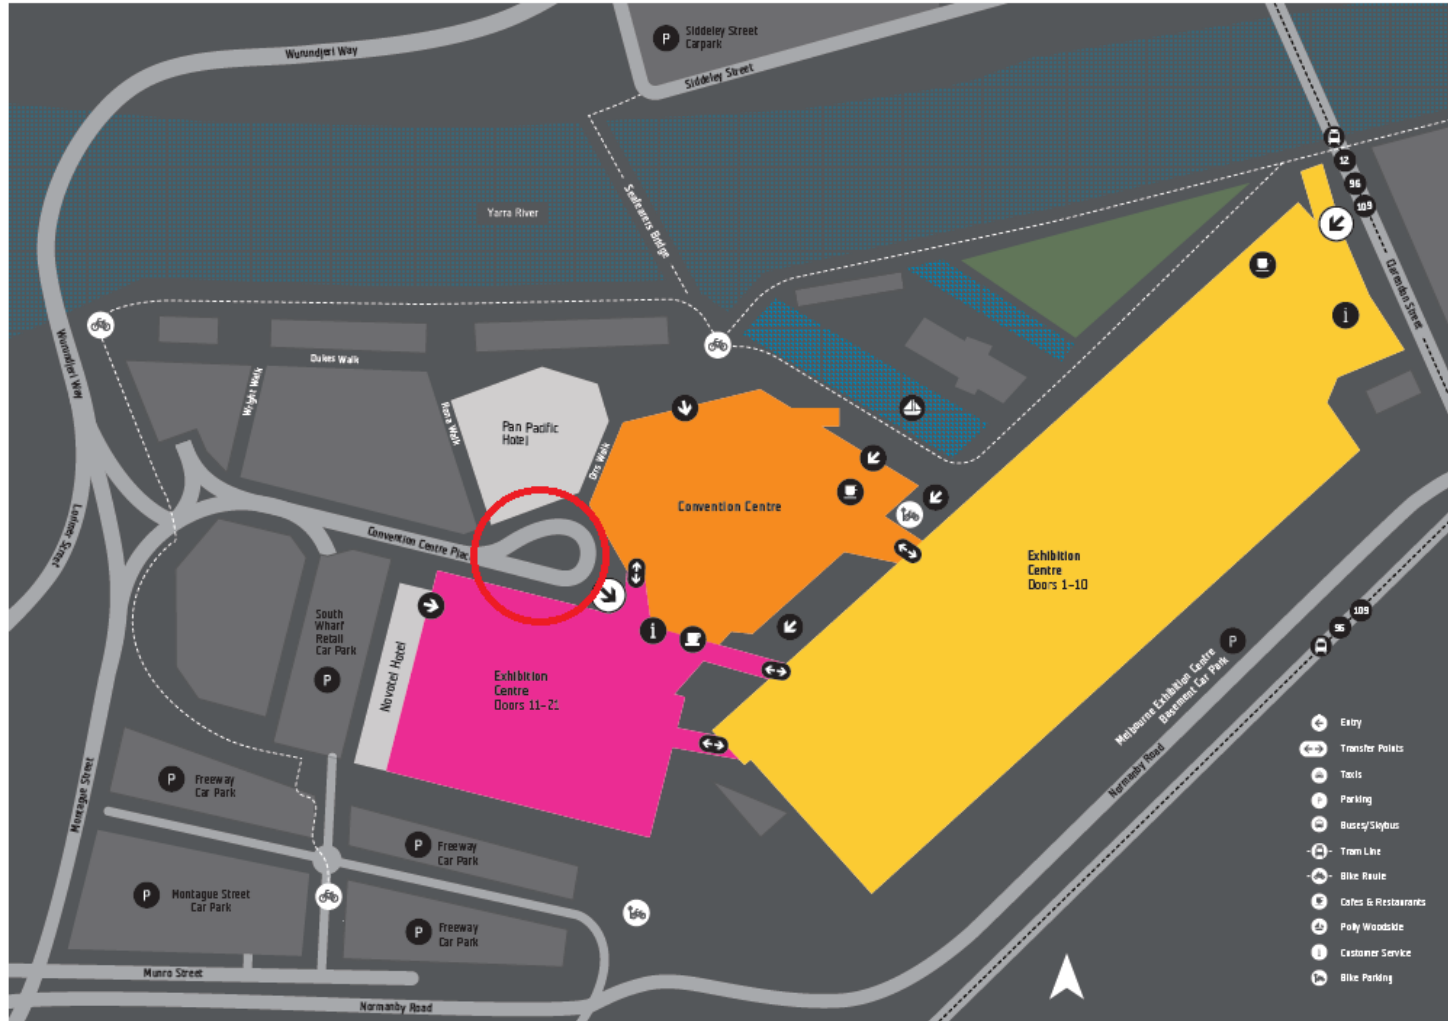 Siddeley Street
Carpark
P
Siddeley Street
Wurundjeri Way
12
96
109
Yarra River
Seafarers Bridge
Clarendon Street
i
Wurundjeri Way
Dukes Walk
Wright Walk
Rona Walk
Pan Pacific
Hotel
Orrs Walk
Convention Centre
Lorimer Street
Convention Centre Place
Exhibition
Centre
Doors 1-10
South
Wharf
Retail
Car Park
P
Novotel Hotel
i
Exhibition
Centre
Doors 11-21
109
96
P
Melbourne Exhibition Centre
Basement Car Park
Normanby Road
Montague Street
P
Freeway
Car Park
P
Freeway
Car Park
P
Montague Street
Car Park
P
Freeway
Car Park
Munro Street
Normanby Road
Entry
Transfer Points
Taxis
P
Parking
Buses/Skybus
Tram Line
Bike Route
Cafes & Restaurants
Polly Woodside
i
Customer Service
Bike Parking